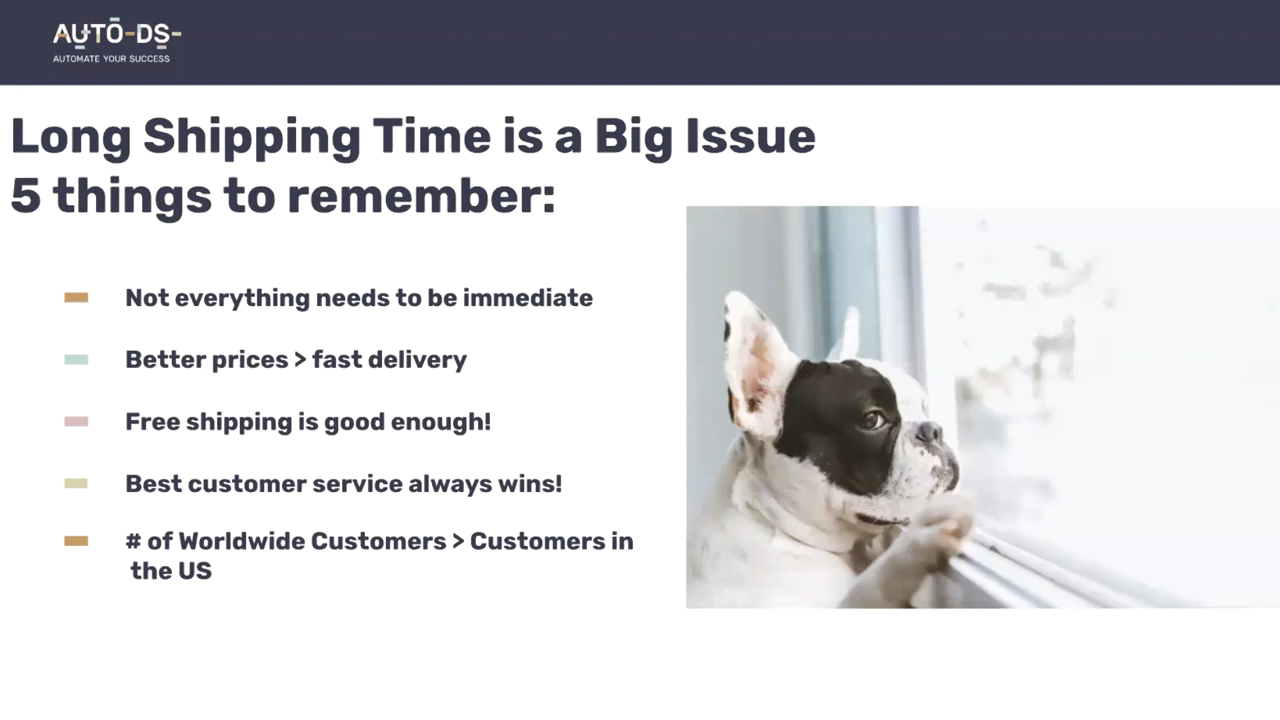 AUTO-DS-
AUTOMATE YOUR SUCCESS
Long Shipping Time is a Big Issue
5 things to remember:
Not everything needs to be immediate
Better prices > fast delivery
Free shipping is good enough!
Best customer service always wins!
# of Worldwide Customers > Customers in
the US